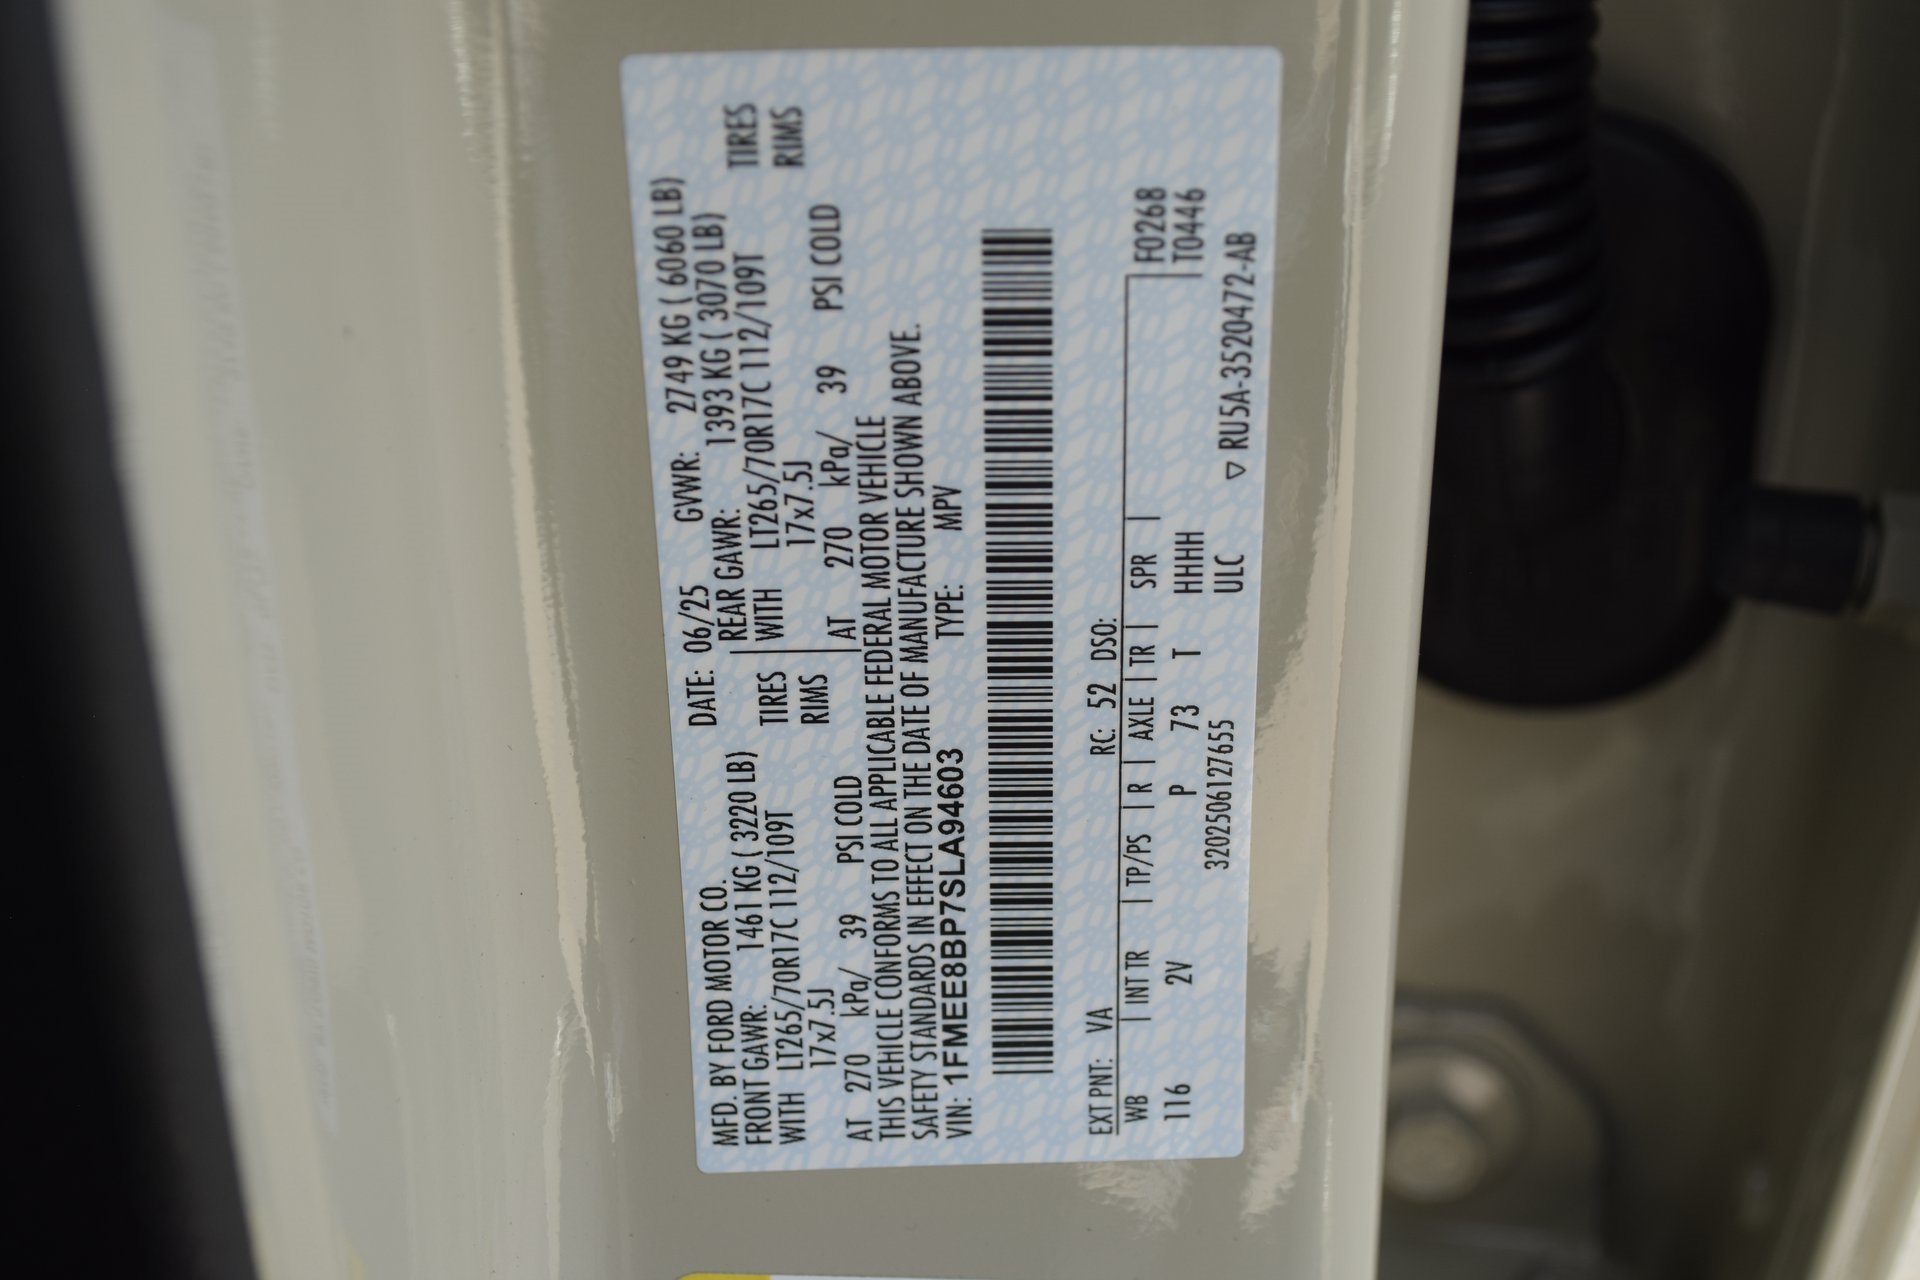 MFD. BY FORD MOTOR CO. DATE: 06/25 GVWR: 2749 KG ( 6060 LB)
FRONT GAWR: 1461 KG ( 3220 LB) REAR GAWR: 1393 KG ( 3070 LB)
WITH LT265/70R17C 112/109T TIRES WITH LT265/70R17C 112/109T TIRES
17x7.5J RIMS 17x7.5J RIMS
AT 270 kPa/ 39 PSI COLD AT 270 kPa/ 39 PSI COLD
THIS VEHICLE CONFORMS TO ALL APPLICABLE FEDERAL MOTOR VEHICLE
SAFETY STANDARDS IN EFFECT ON THE DATE OF MANUFACTURE SHOWN ABOVE.
VIN: 1FMEE8BP7SLA94603 TYPE: MPV
EXT PNT: VA RC: 52 DSO:
WB | INT TR | TP/PS | R | AXLE | TR | SPR | F0268
116 2V P 73 T HHHH T0446
3202506127655 ULC
▽ RU5A-3520472-AB